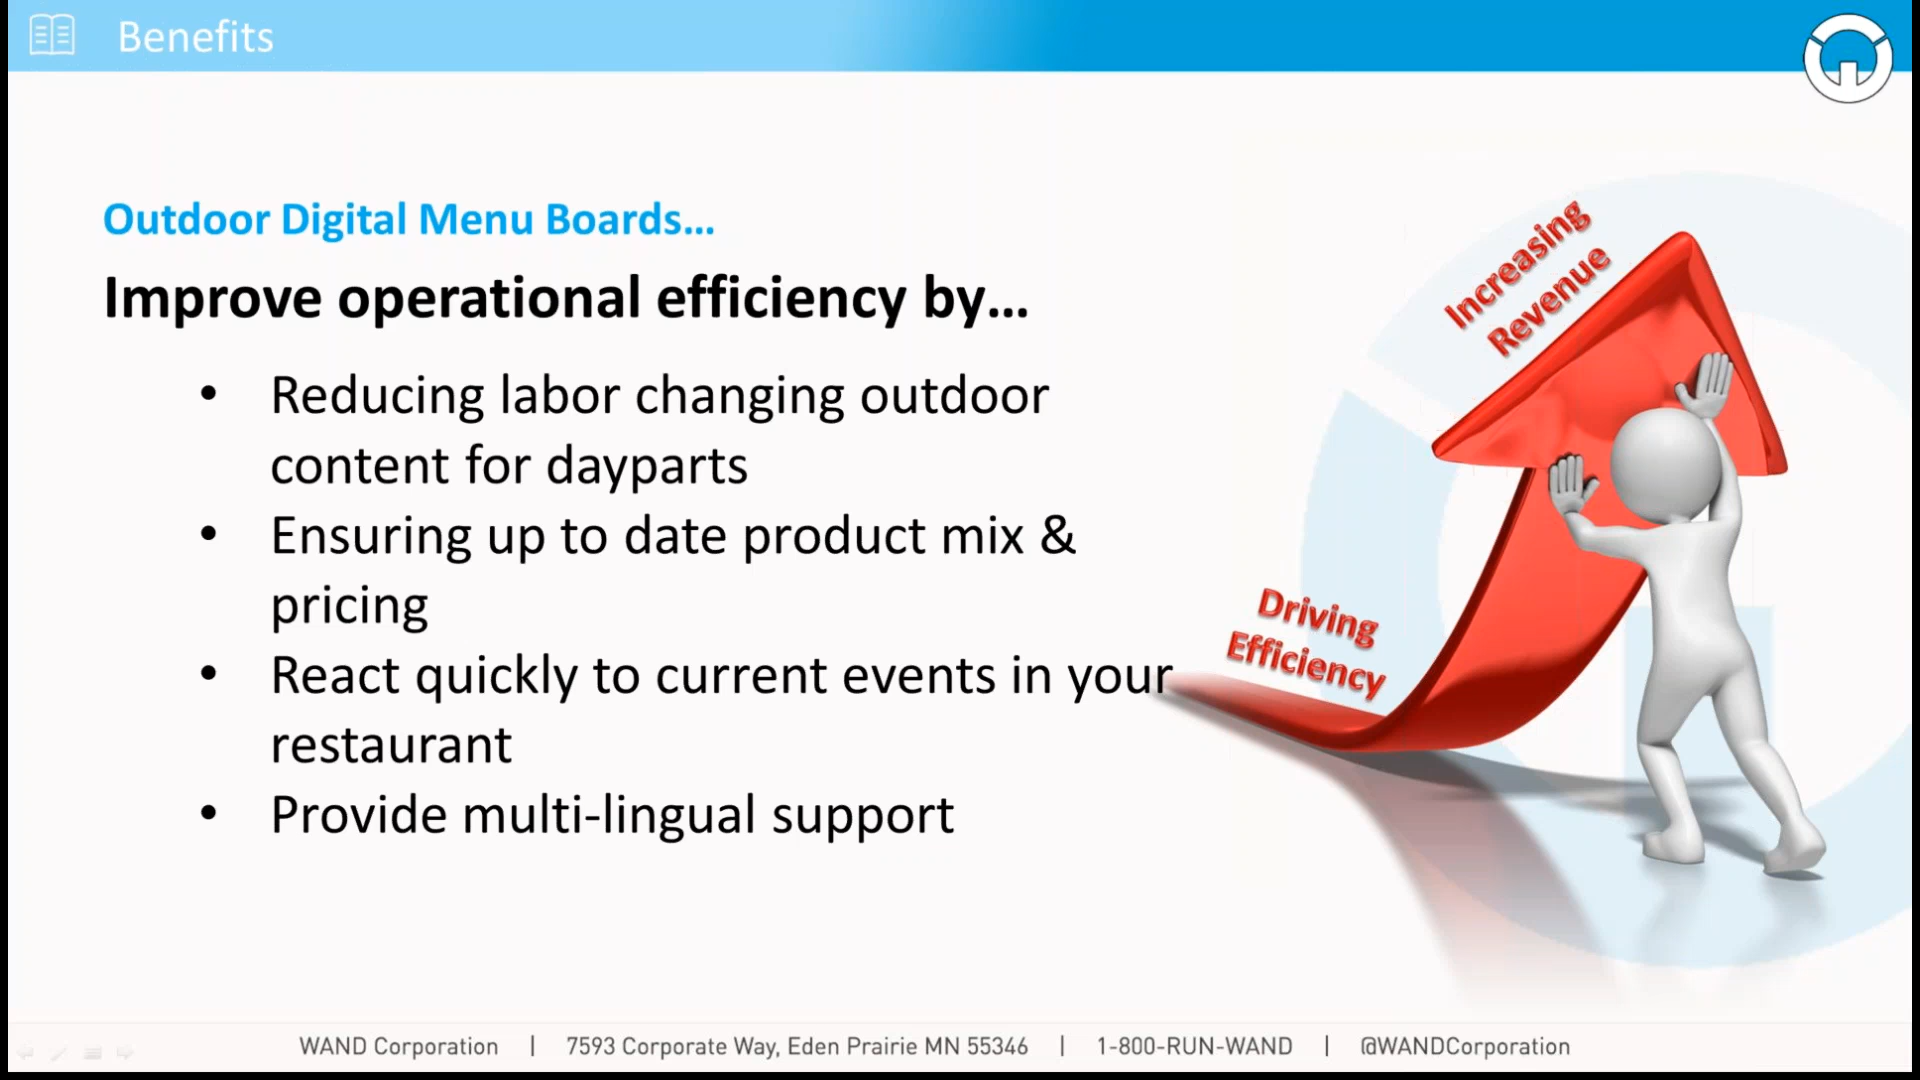 Benefits
Outdoor Digital Menu Boards...
Improve operational efficiency by...
• Reducing labor changing outdoor
content for dayparts
• Ensuring up to date product mix &
pricing
• React quickly to current events in your
restaurant
• Provide multi-lingual support
Increasing
Revenue
Driving
Efficiency
WAND Corporation | 7593 Corporate Way, Eden Prairie MN 55346 | 1-800-RUN-WAND | @WANDCorporation